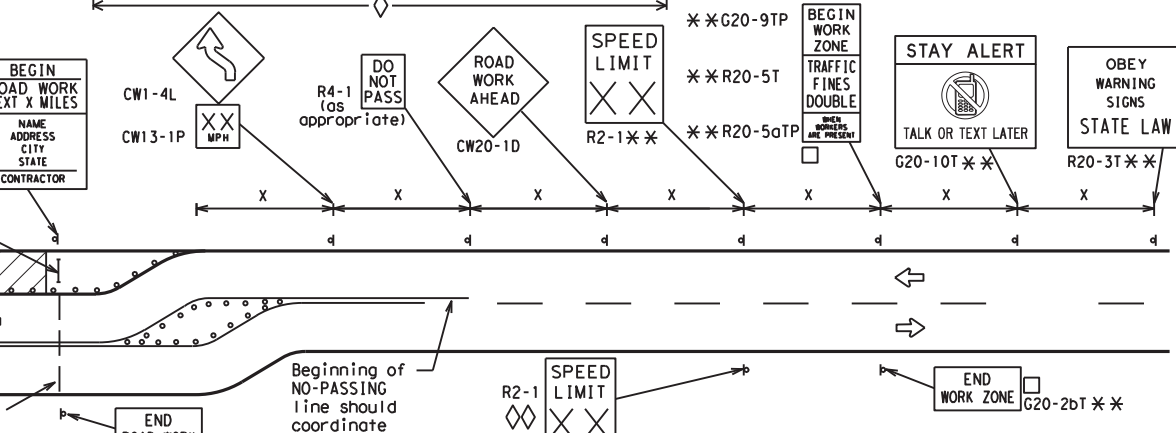 BEGIN
ROAD WORK
NEXT X MILES
NAME
ADDRESS
CITY
STATE
CONTRACTOR
CW1-4L
CW13-1P
XX
MPH
R4-1
(as
appropriate)
DO
NOT
PASS
ROAD
WORK
AHEAD
CW20-1D
SPEED
LIMIT
X X
R2-1**
**G20-9TP
**R20-5T
**R20-5aTP
BEGIN
WORK
ZONE
TRAFFIC
FINES
DOUBLE
WHEN
WORKERS
ARE PRESENT
STAY ALERT
TALK OR TEXT LATER
G20-10T**
OBEY
WARNING
SIGNS
STATE LAW
R20-3T**
X X X X X X X
Beginning of
NO-PASSING
line should
coordinate
R2-1
SPEED
LIMIT
X X
END
WORK ZONE
G20-2bT**
END
ROAD WORK